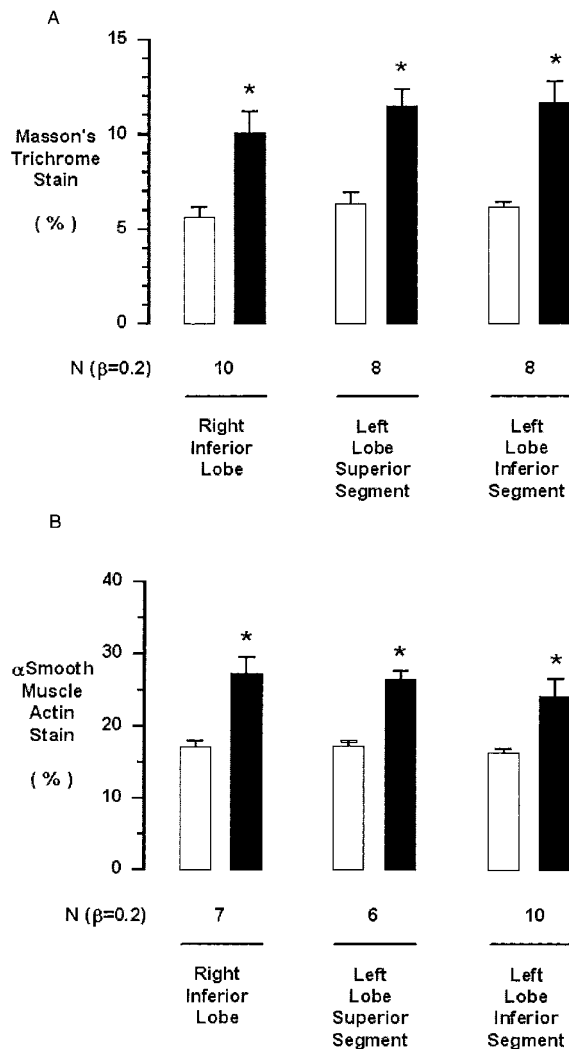 A
15
10
5
0
Masson's
Trichrome
Stain
( % )
*
*
*
N (β=0.2)
10
8
8
Right
Inferior
Lobe
Left
Lobe
Superior
Segment
Left
Lobe
Inferior
Segment
B
40
30
20
10
0
αSmooth
Muscle
Actin
Stain
( % )
*
*
*
N (β=0.2)
7
6
10
Right
Inferior
Lobe
Left
Lobe
Superior
Segment
Left
Lobe
Inferior
Segment